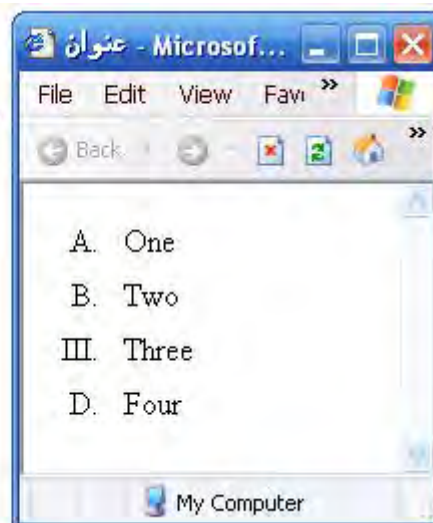 عنوان - Microsof...
File Edit View Fav »
Back »
A. One
B. Two
III. Three
D. Four
My Computer